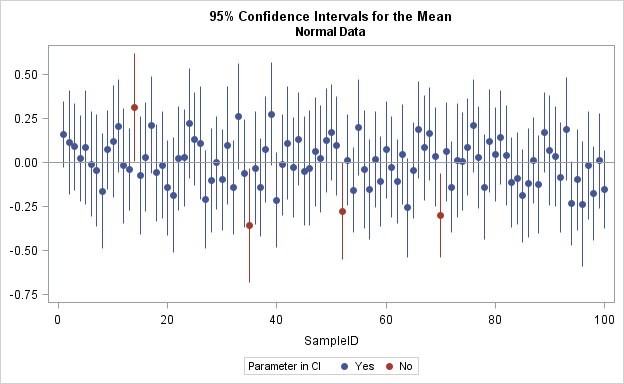 95% Confidence Intervals for the Mean
Normal Data
0.50
0.25
0.00
-0.25
-0.50
-0.75
0 20 40 60 80 100
SampleID
Parameter in CI Yes No